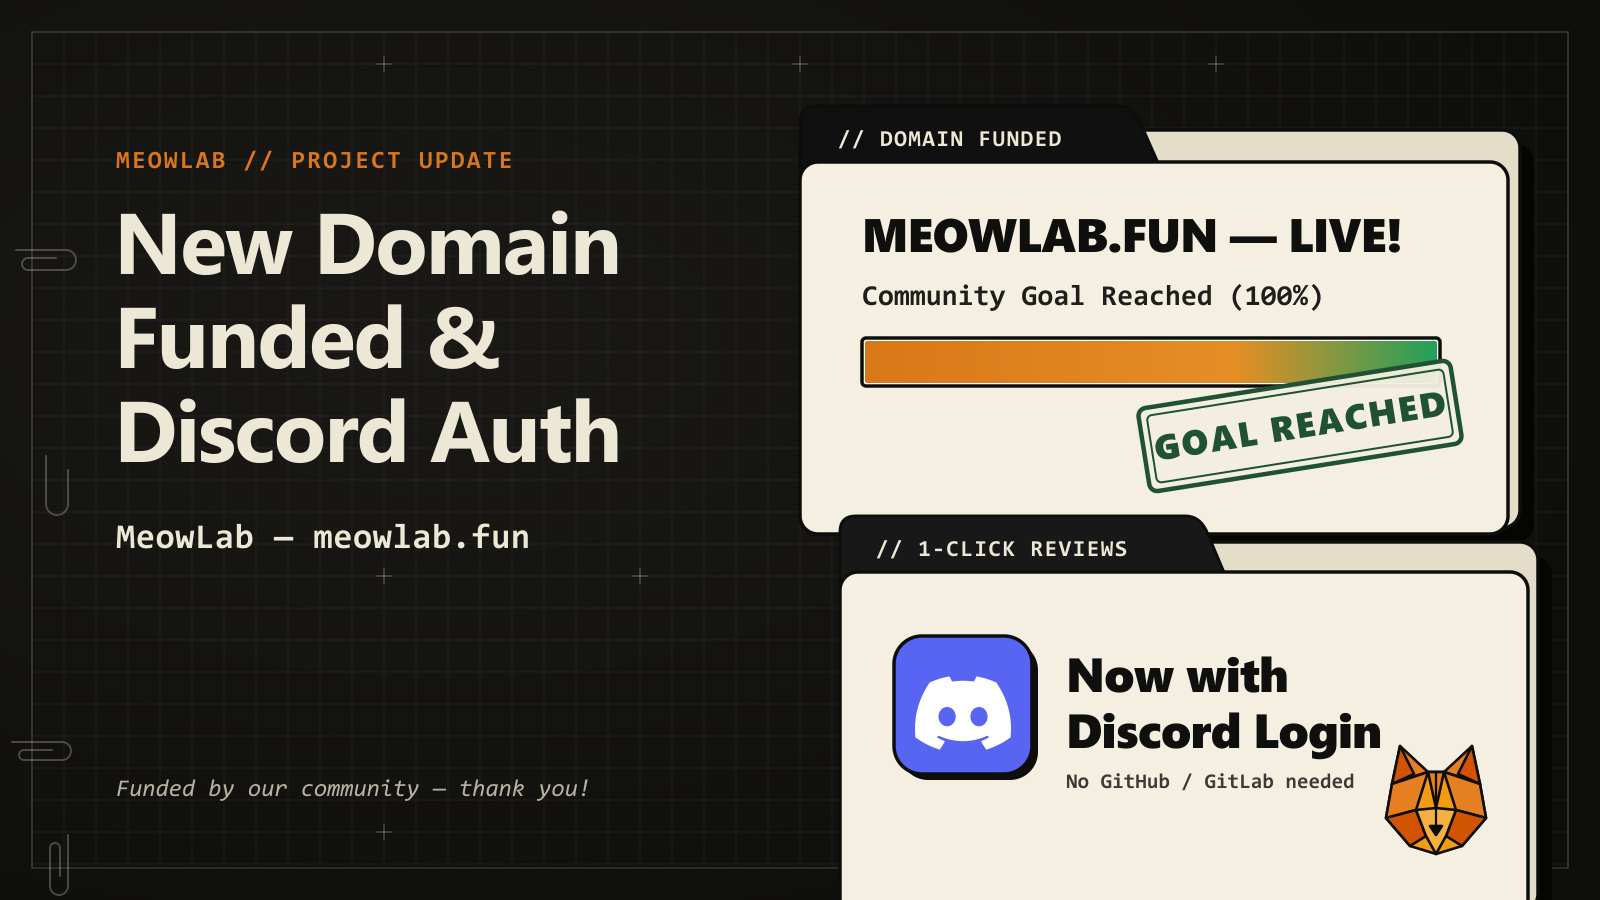 MEOWLAB // PROJECT UPDATE
New Domain
Funded &
Discord Auth
MeowLab — meowlab.fun
Funded by our community — thank you!
// DOMAIN FUNDED
MEOWLAB.FUN — LIVE!
Community Goal Reached (100%)
GOAL REACHED
// 1-CLICK REVIEWS
Now with
Discord Login
No GitHub / GitLab needed